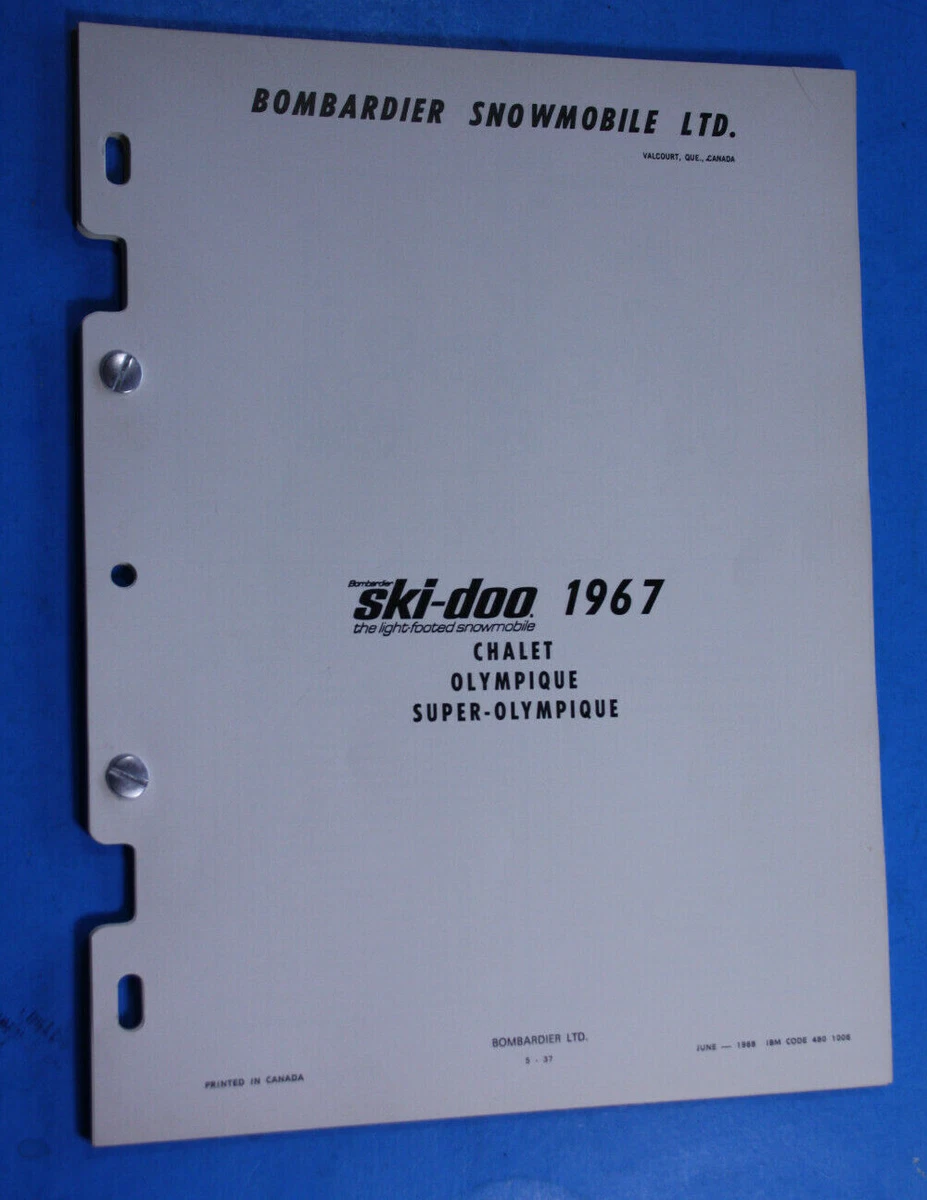 BOMBARDIER SNOWMOBILE LTD.
VALCOURT, QUE., CANADA
Bombardier
ski-doo. 1967
the light-footed snowmobile
CHALET
OLYMPIQUE
SUPER-OLYMPIQUE
BOMBARDIER LTD.
5 - 37
JUNE — 1968 IBM CODE 480 1006
PRINTED IN CANADA